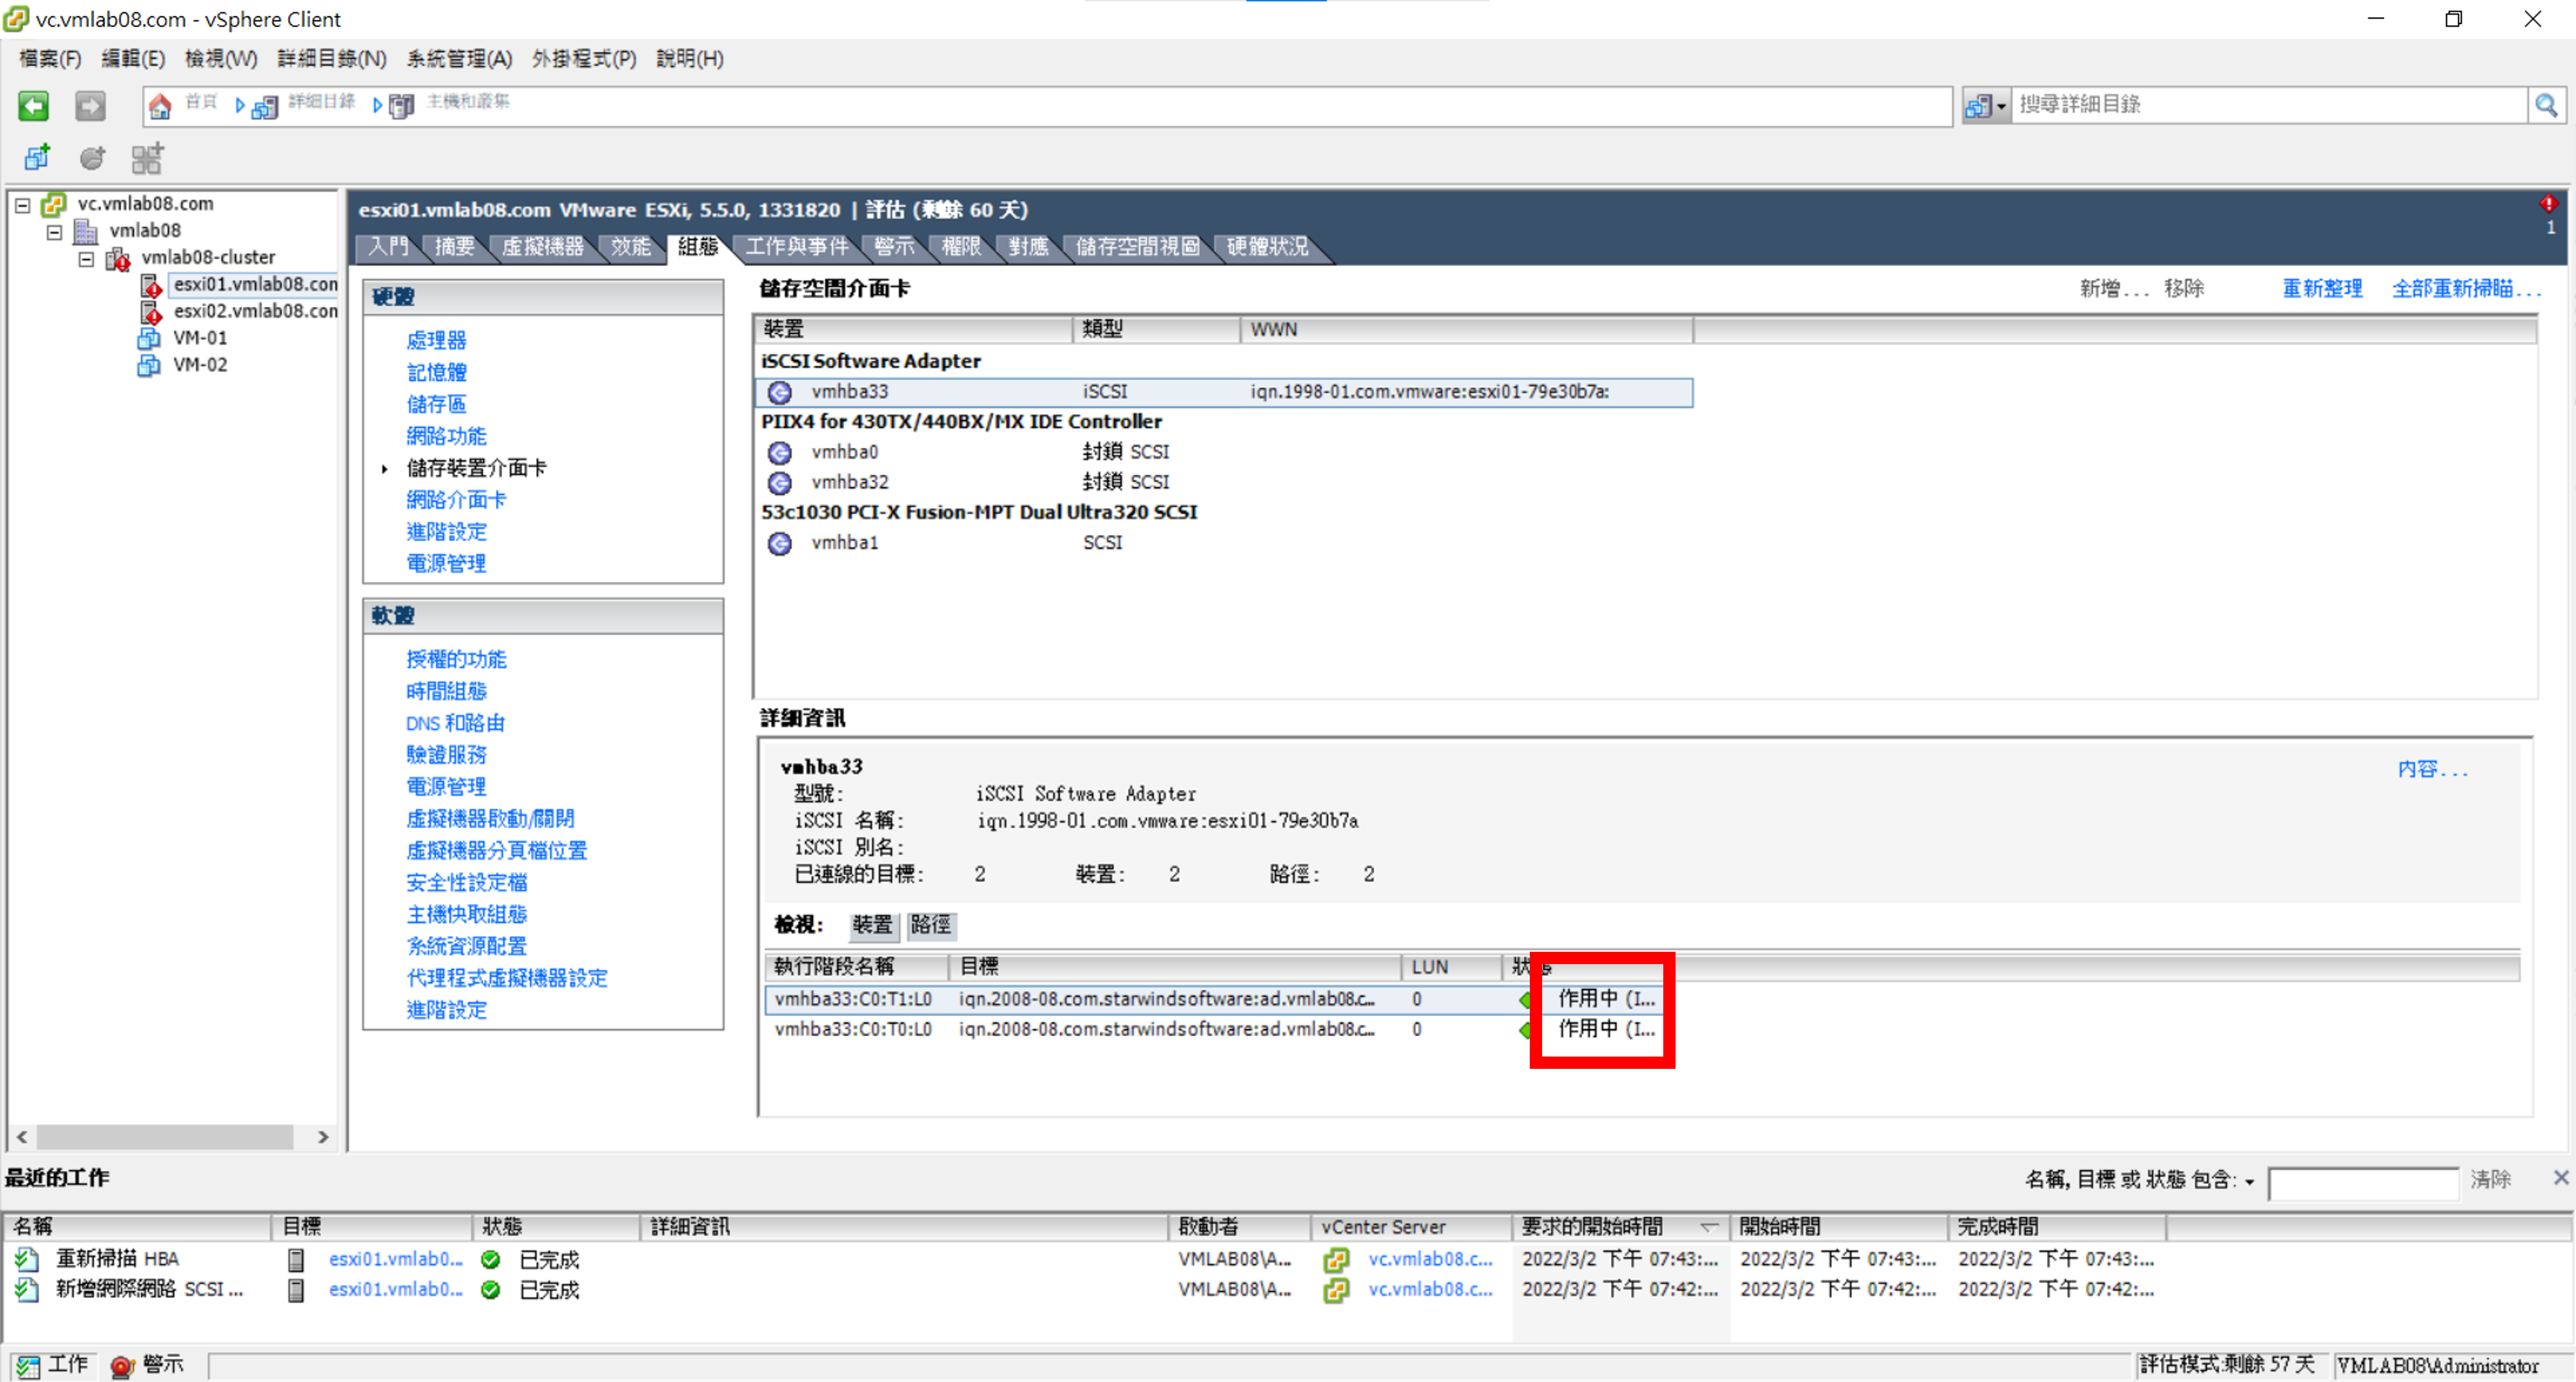 vc.vmlab08.com - vSphere Client
檔案(F) 編輯(E) 檢視(W) 詳細目錄(N) 系統管理(A) 外掛程式(P) 說明(H)
首頁 詳細目錄 主機和叢集 搜尋詳細目錄
vc.vmlab08.com
vmlab08
vmlab08-cluster
esxi01.vmlab08.con
esxi02.vmlab08.con
VM-01
VM-02
esxi01.vmlab08.com VMware ESXi, 5.5.0, 1331820 | 評估 (剩餘 60 天)
1
入門 摘要 虛擬機器 效能 組態 工作與事件 警示 權限 對應 儲存空間視圖 硬體狀況
硬體
處理器
記憶體
儲存區
網路功能
儲存裝置介面卡
網路介面卡
進階設定
電源管理
軟體
授權的功能
時間組態
DNS 和路由
驗證服務
電源管理
虛擬機器啟動/關閉
虛擬機器分頁檔位置
安全性設定檔
主機快取組態
系統資源配置
代理程式虛擬機器設定
進階設定
儲存空間介面卡 新增... 移除 重新整理 全部重新掃瞄...
裝置 類型 WWN
iSCSI Software Adapter
vmhba33 iSCSI iqn.1998-01.com.vmware:esxi01-79e30b7a:
PIIX4 for 430TX/440BX/MX IDE Controller
vmhba0 封鎖 SCSI
vmhba32 封鎖 SCSI
53c1030 PCI-X Fusion-MPT Dual Ultra320 SCSI
vmhba1 SCSI
詳細資訊
vmhba33 內容...
型號: iSCSI Software Adapter
iSCSI 名稱: iqn.1998-01.com.vmware:esxi01-79e30b7a
iSCSI 別名:
已連線的目標: 2 裝置: 2 路徑: 2
檢視: 裝置 路徑
執行階段名稱 目標 LUN 狀態
vmhba33:C0:T1:L0 iqn.2008-08.com.starwindsoftware:ad.vmlab08.c... 0 作用中 (I...
vmhba33:C0:T0:L0 iqn.2008-08.com.starwindsoftware:ad.vmlab08.c... 0 作用中 (I...
最近的工作 名稱, 目標 或 狀態 包含: 清除
名稱 目標 狀態 詳細資訊 啟動者 vCenter Server 要求的開始時間 開始時間 完成時間
重新掃描 HBA esxi01.vmlab0... 已完成 VMLAB08\A... vc.vmlab08.c... 2022/3/2 下午 07:43:... 2022/3/2 下午 07:43:... 2022/3/2 下午 07:43:...
新增網際網路 SCSI ... esxi01.vmlab0... 已完成 VMLAB08\A... vc.vmlab08.c... 2022/3/2 下午 07:42:... 2022/3/2 下午 07:42:... 2022/3/2 下午 07:42:...
工作 警示 評估模式:剩餘 57 天 VMLAB08\Administrator